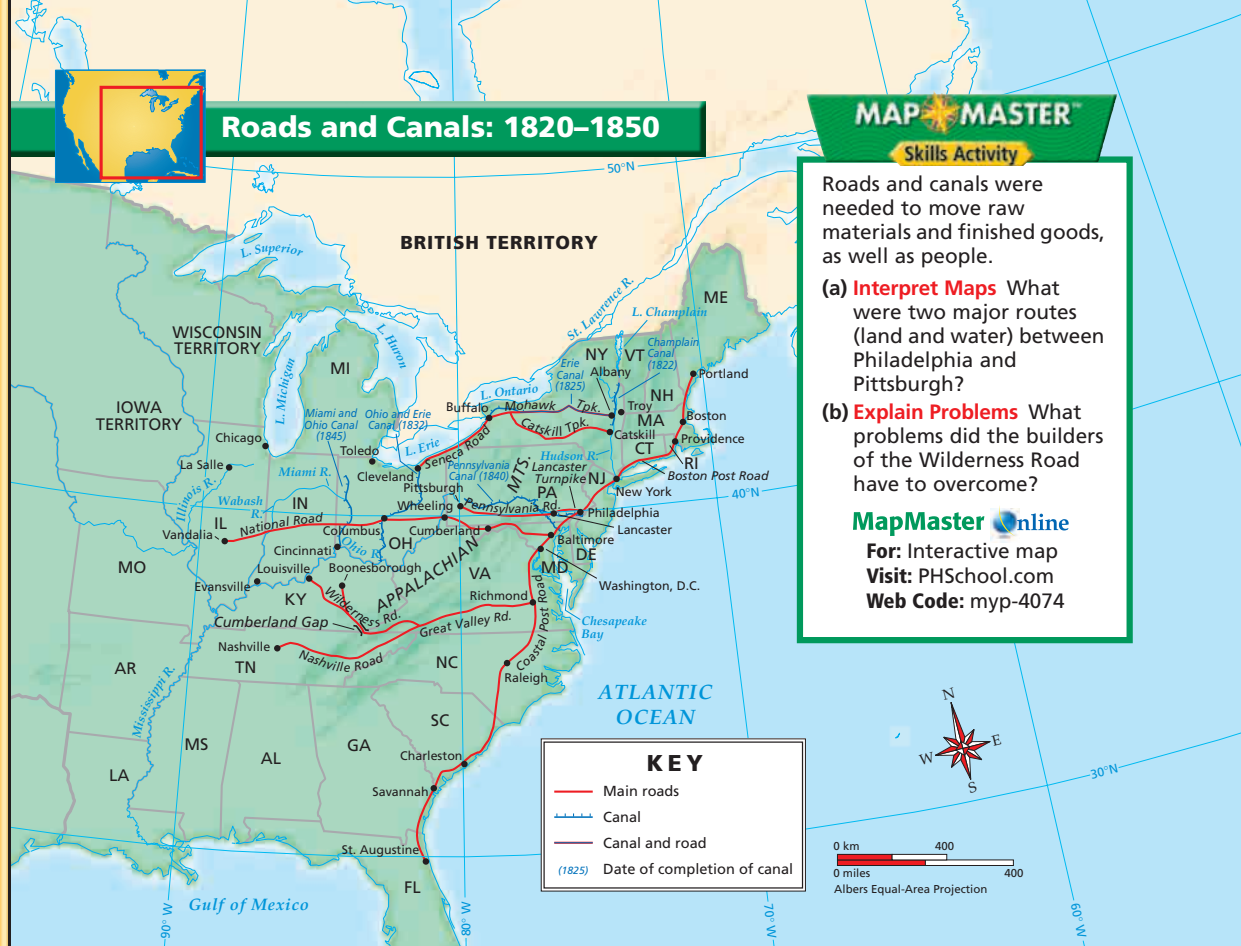 Roads and Canals: 1820–1850
MAP MASTER™
Skills Activity
Roads and canals were
needed to move raw
materials and finished goods,
as well as people.
(a) Interpret Maps What
were two major routes
(land and water) between
Philadelphia and
Pittsburgh?
(b) Explain Problems What
problems did the builders
of the Wilderness Road
have to overcome?
MapMaster Online
For: Interactive map
Visit: PHSchool.com
Web Code: myp-4074
50°N
BRITISH TERRITORY
L. Superior
St. Lawrence R.
ME
L. Champlain
WISCONSIN
TERRITORY
L. Huron
L. Michigan
MI
NY
VT
Champlain
Canal
(1822)
Erie
Canal
(1825)
Albany
Portland
L. Ontario
NH
IOWA
TERRITORY
Miami and
Ohio Canal
(1845)
Ohio and Erie
Canal (1832)
Buffalo
Mohawk Tpk.
Troy
MA
Boston
Catskill Tpk.
Catskill
Chicago
Toledo
L. Erie
Seneca Road
Hudson R.
CT
Providence
RI
La Salle
Miami R.
Cleveland
Pennsylvania
Canal (1840)
MTS.
Lancaster
Turnpike
NJ
Boston Post Road
Illinois R.
Wabash
R.
IN
Pittsburgh
PA
New York
40°N
Wheeling
Pennsylvania Rd.
Philadelphia
IL
National Road
Columbus
Cumberland
Lancaster
Vandalia
OH
Baltimore
Cincinnati
Ohio R.
DE
MO
Louisville
Boonesborough
APPALACHIAN
VA
MD
Evansville
Washington, D.C.
KY
Wilderness Rd.
Richmond
Cumberland Gap
Great Valley Rd.
Coastal Post Road
Chesapeake
Bay
Nashville
Nashville Road
AR
TN
NC
Raleigh
Mississippi R.
ATLANTIC
OCEAN
SC
MS
AL
GA
Charleston
LA
Savannah
St. Augustine
FL
Gulf of Mexico
KEY
Main roads
Canal
Canal and road
(1825) Date of completion of canal
N
W
E
S
30°N
0 km 400
0 miles 400
Albers Equal-Area Projection
90° W
80° W
70° W
60° W